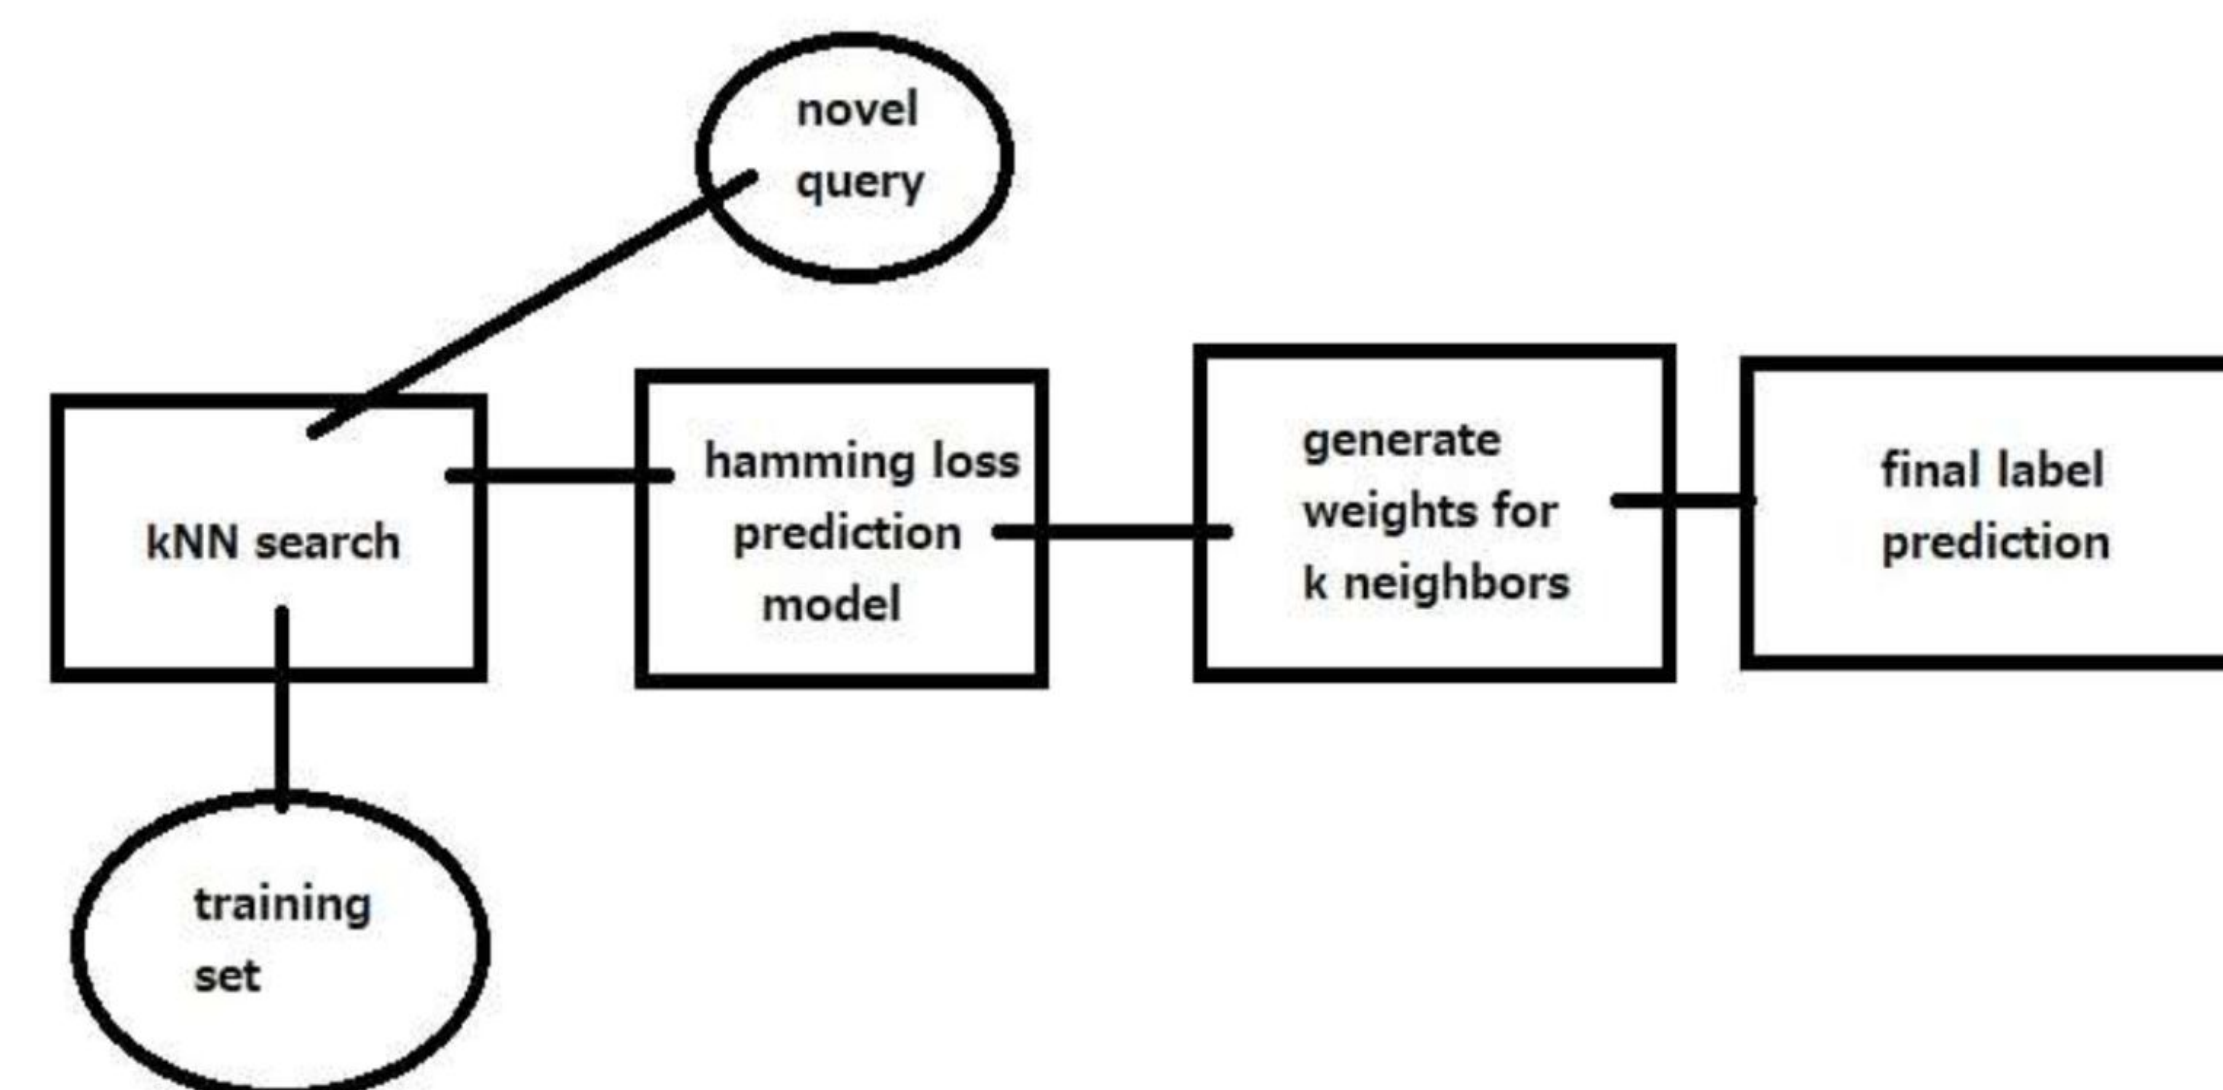 novel
query
kNN search
hamming loss
prediction
model
generate
weights for
k neighbors
final label
prediction
training
set